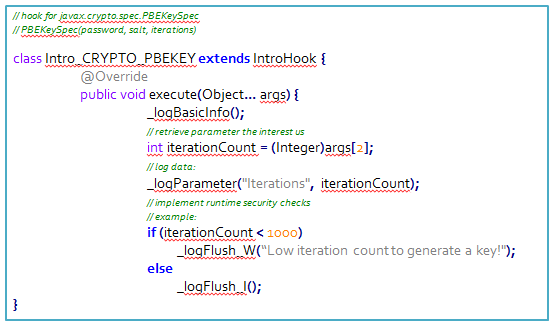 // hook for javax.crypto.spec.PBEKeySpec
// PBEKeySpec(password, salt, iterations)
class Intro_CRYPTO_PBEKEY extends IntroHook {
@Override
public void execute(Object... args) {
_logBasicInfo();
// retrieve parameter the interest us
int iterationCount = (Integer)args[2];
// log data:
_logParameter("Iterations", iterationCount);
// implement runtime security checks
// example:
if (iterationCount < 1000)
_logFlush_W("Low iteration count to generate a key!");
else
_logFlush_I();
}